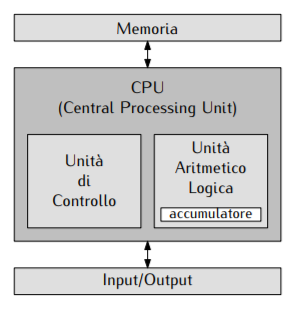 Memoria
CPU
(Central Processing Unit)
Unità
di
Controllo
Unità
Aritmetico
Logica
accumulatore
Input/Output